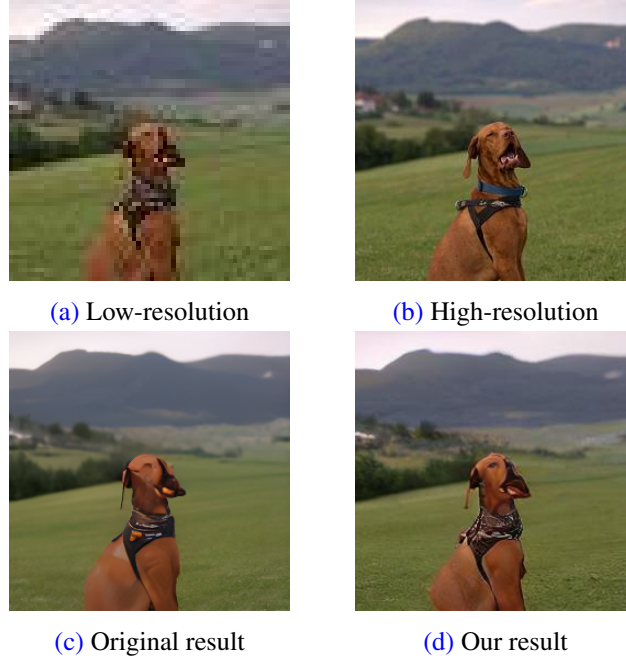 (a) Low-resolution
(b) High-resolution
(c) Original result
(d) Our result